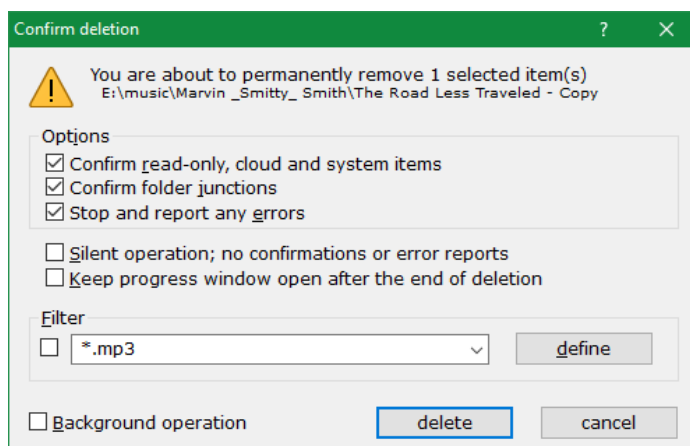 Confirm deletion ?
You are about to permanently remove 1 selected item(s)
E:\music\Marvin _Smitty_ Smith\The Road Less Traveled - Copy
Options
Confirm read-only, cloud and system items
Confirm folder junctions
Stop and report any errors
Silent operation; no confirmations or error reports
Keep progress window open after the end of deletion
Filter
*.mp3 define
Background operation delete cancel